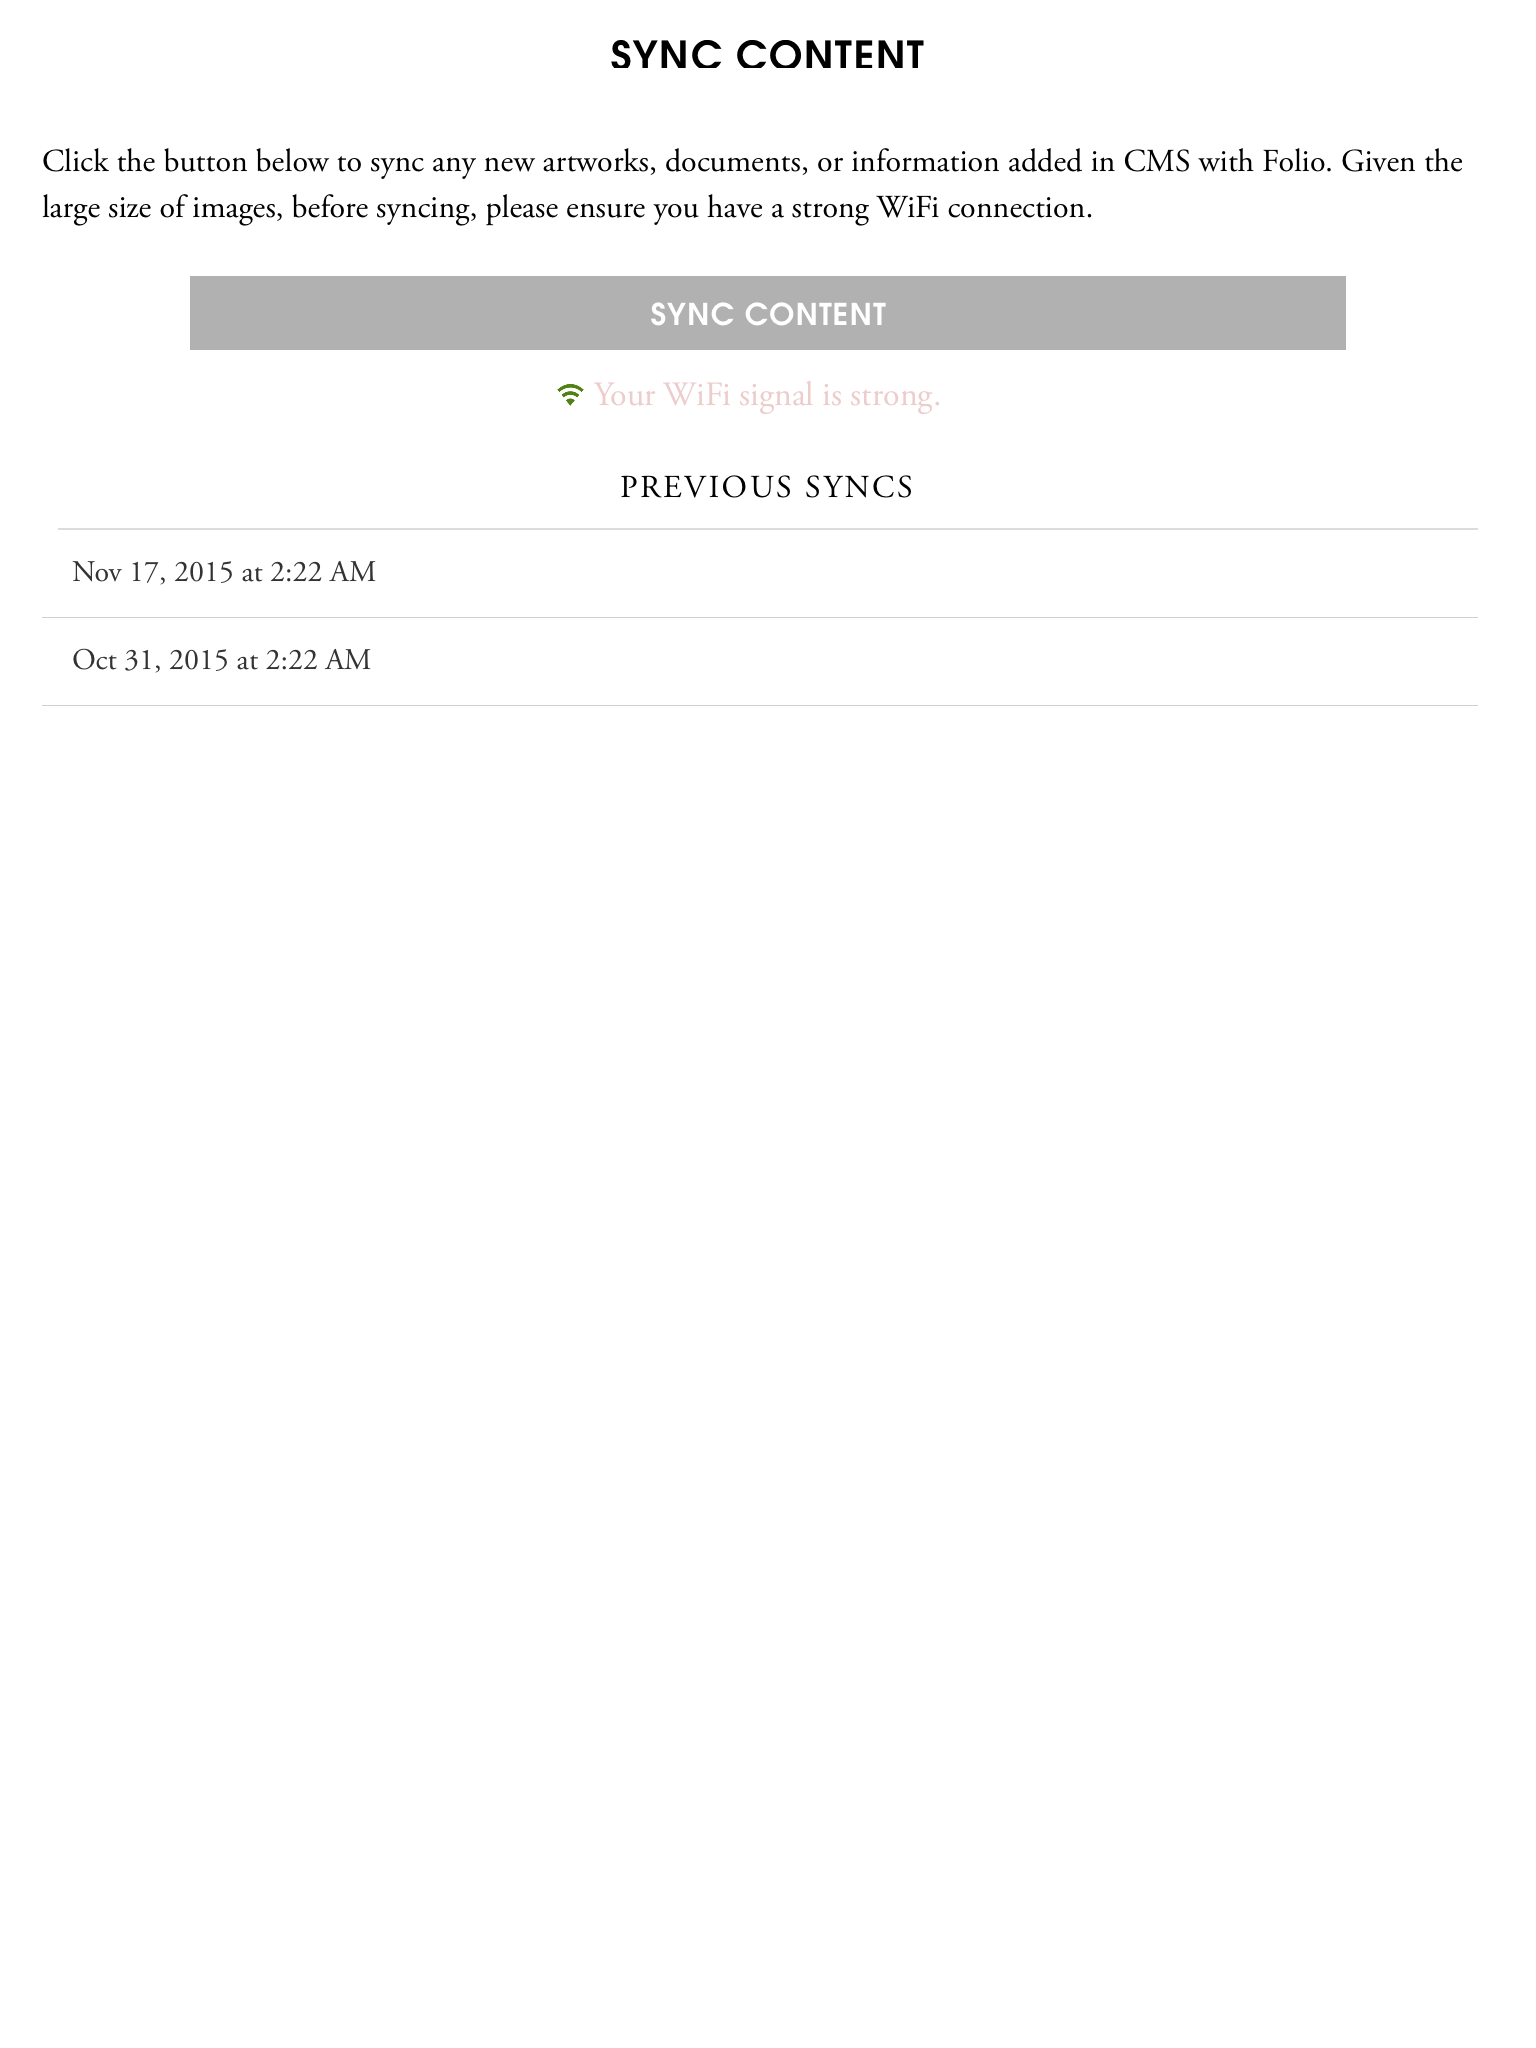 SYNC CONTENT
Click the button below to sync any new artworks, documents, or information added in CMS with Folio. Given the
large size of images, before syncing, please ensure you have a strong WiFi connection.
SYNC CONTENT
Your WiFi signal is strong.
PREVIOUS SYNCS
Nov 17, 2015 at 2:22 AM
Oct 31, 2015 at 2:22 AM